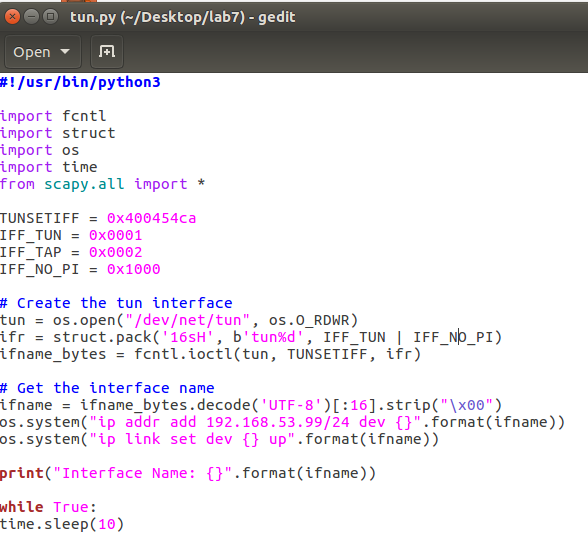 tun.py (~/Desktop/lab7) - gedit
Open
#!/usr/bin/python3
import fcntl
import struct
import os
import time
from scapy.all import *
TUNSETIFF = 0x400454ca
IFF_TUN = 0x0001
IFF_TAP = 0x0002
IFF_NO_PI = 0x1000
# Create the tun interface
tun = os.open("/dev/net/tun", os.O_RDWR)
ifr = struct.pack('16sH', b'tun%d', IFF_TUN | IFF_NO_PI)
ifname_bytes = fcntl.ioctl(tun, TUNSETIFF, ifr)
# Get the interface name
ifname = ifname_bytes.decode('UTF-8')[:16].strip("\x00")
os.system("ip addr add 192.168.53.99/24 dev {}".format(ifname))
os.system("ip link set dev {} up".format(ifname))
print("Interface Name: {}".format(ifname))
while True:
time.sleep(10)